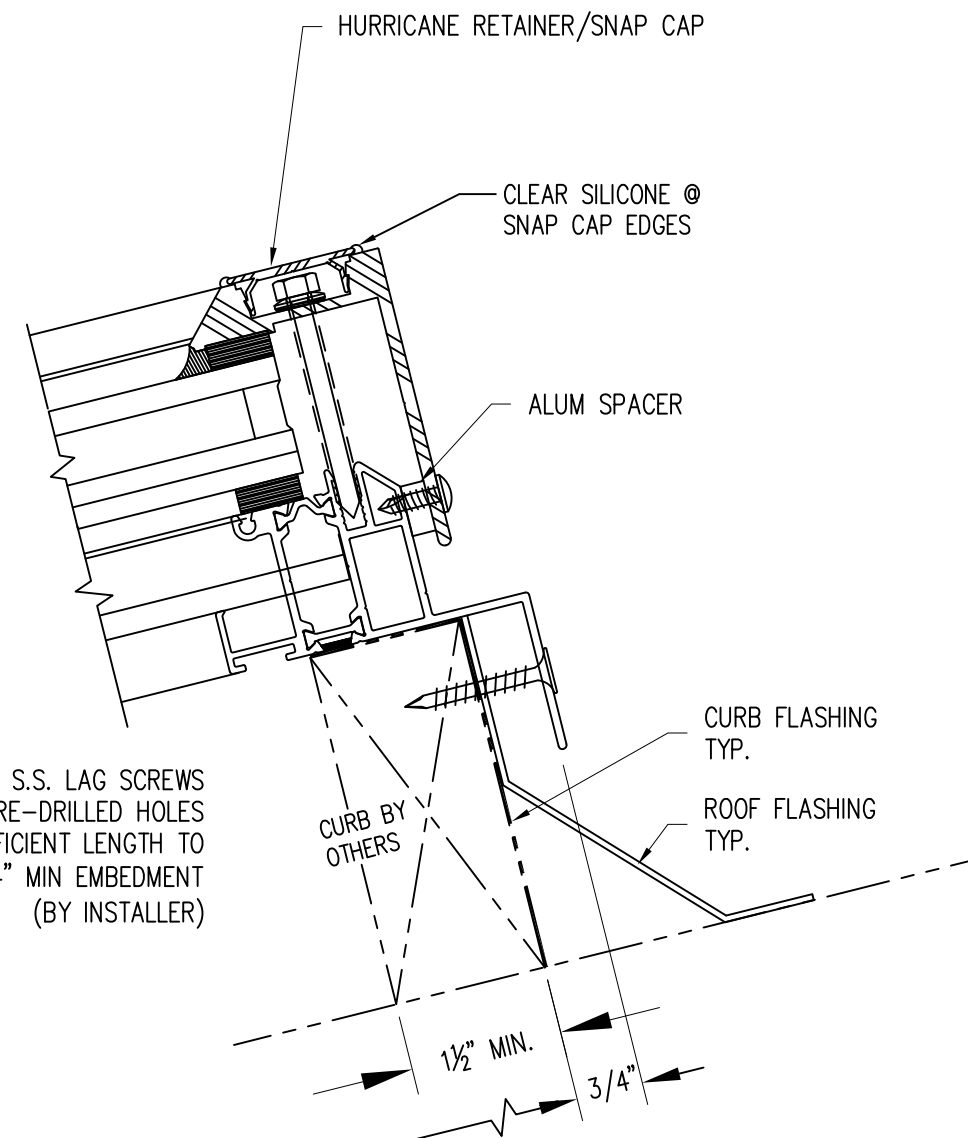 HURRICANE RETAINER/SNAP CAP
CLEAR SILICONE @
SNAP CAP EDGES
ALUM SPACER
CURB FLASHING
TYP.
ROOF FLASHING
TYP.
S.S. LAG SCREWS
RE-DRILLED HOLES
FICIENT LENGTH TO
" MIN EMBEDMENT
(BY INSTALLER)
CURB BY
OTHERS
1½" MIN.
3/4"